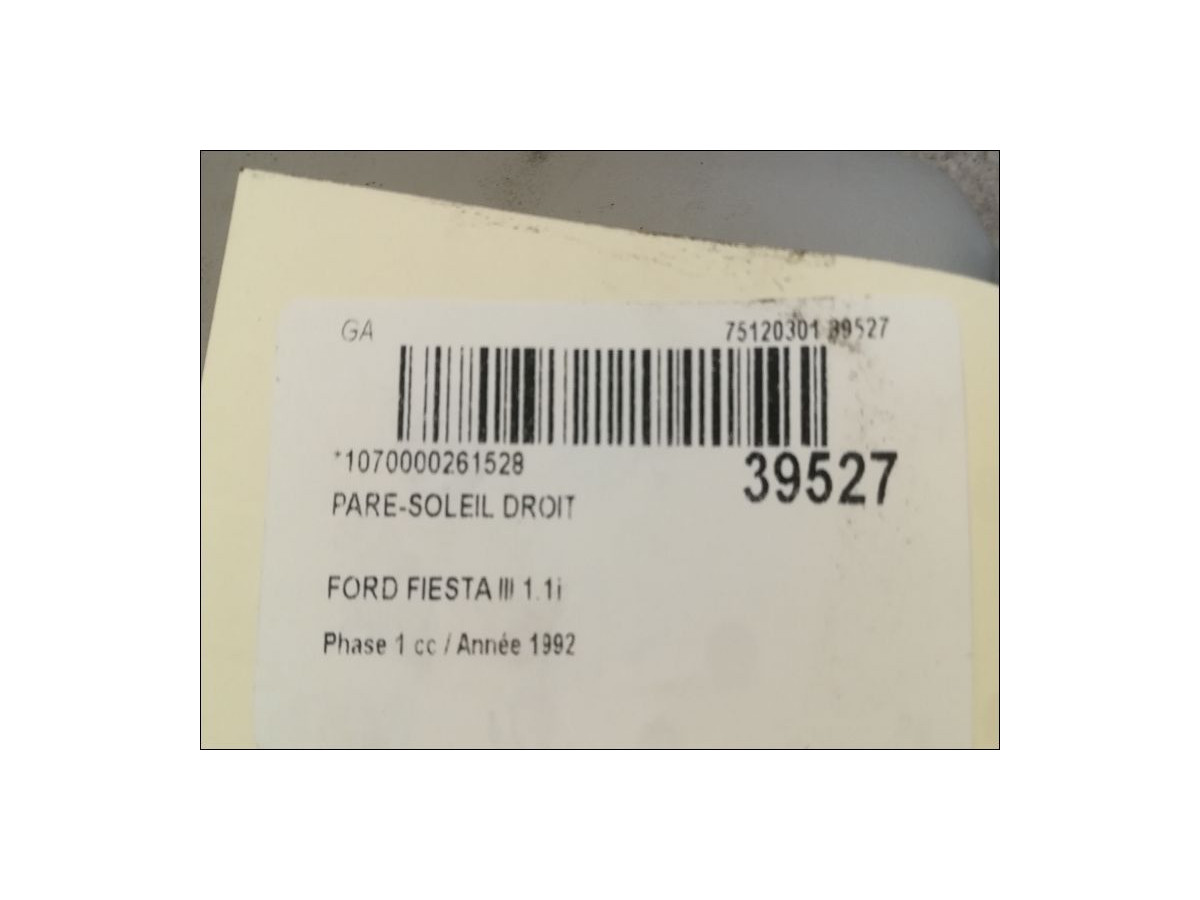 GA 75120301 39527
*1070000261528 39527
PARE-SOLEIL DROIT
FORD FIESTA III 1.1i
Phase 1 cc / Année 1992